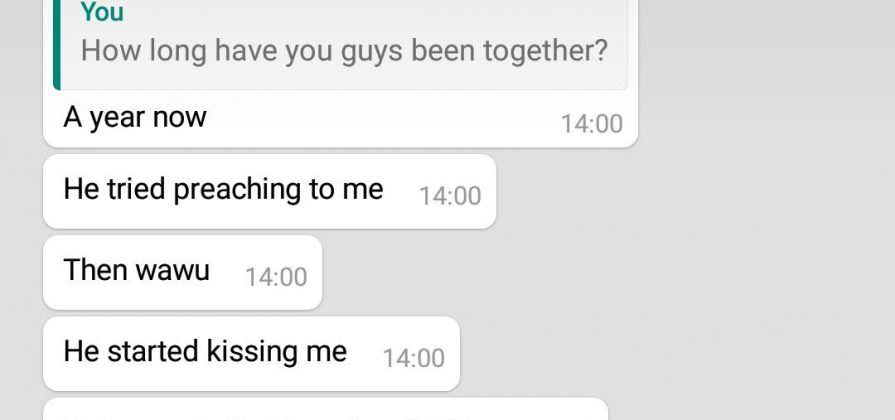 You
How long have you guys been together?
A year now
14:00
He tried preaching to me
14:00
Then wawu
14:00
He started kissing me
14:00